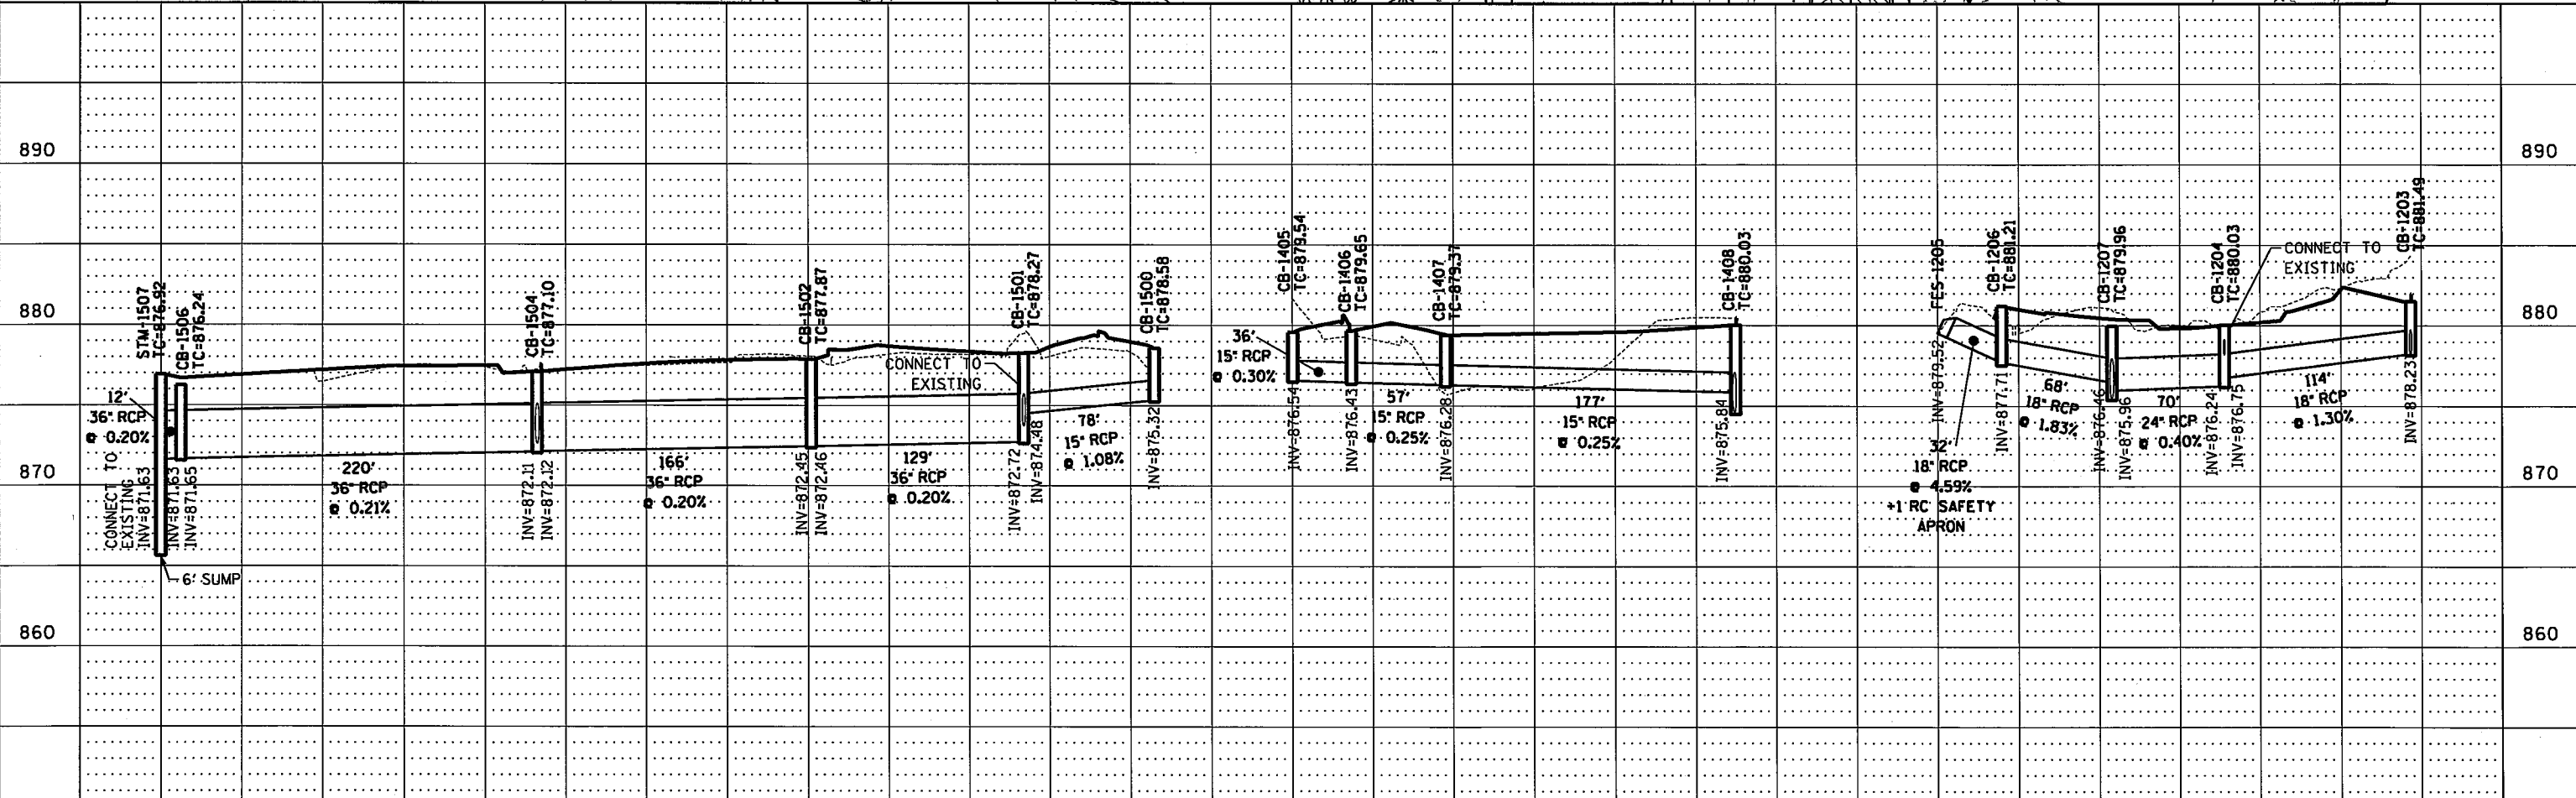 890
880
870
860
STM-1507
TC=876.92
CB-1506
TC=876.24
12'
36" RCP
@ 0.20%
CONNECT TO
EXISTING
INV=871.63
INV=871.63
INV=871.65
6' SUMP
220'
36" RCP
@ 0.21%
CB-1504
TC=877.10
INV=872.11
INV=872.12
166'
36" RCP
@ 0.20%
CB-1502
TC=877.87
INV=872.45
INV=872.46
129'
36" RCP
@ 0.20%
CONNECT TO
EXISTING
CB-1501
TC=878.27
INV=872.72
INV=874.48
78'
15" RCP
@ 1.08%
CB-1500
TC=878.58
INV=875.32
CB-1405
TC=879.54
36'
15" RCP
@ 0.30%
INV=876.54
CB-1406
TC=879.65
INV=876.43
57'
15" RCP
@ 0.25%
CB-1407
TC=879.37
INV=876.28
177'
15" RCP
@ 0.25%
CB-1408
TC=880.03
INV=875.84
FES-1205
INV=879.52
32'
18" RCP
@ 4.59%
+1 RC SAFETY
APRON
CB-1206
TC=881.21
INV=877.71
68'
18" RCP
@ 1.83%
CB-1207
TC=879.96
INV=876.46
INV=875.96
70'
24" RCP
@ 0.40%
CB-1204
TC=880.03
INV=876.24
INV=876.75
CONNECT TO
EXISTING
114'
18" RCP
@ 1.30%
CB-1203
TC=881.49
INV=878.23
890
880
870
860